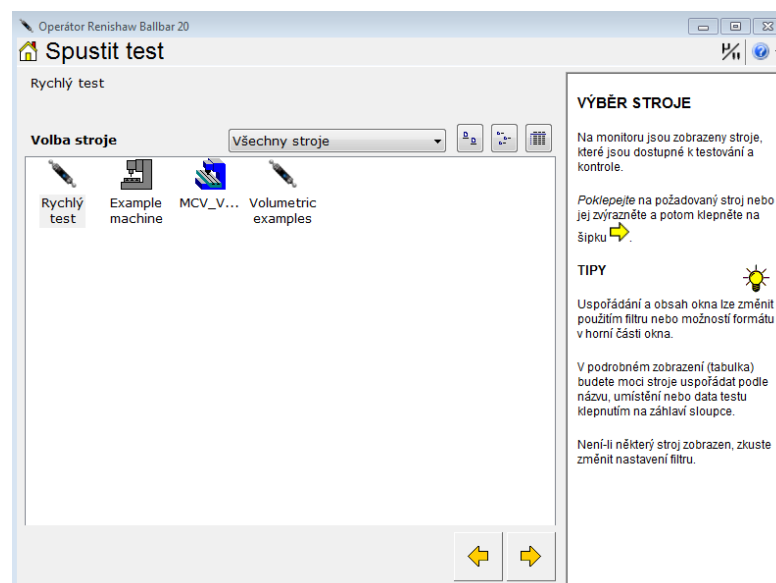 Operátor Renishaw Ballbar 20
Spustit test
Rychlý test
Volba stroje
Všechny stroje
Rychlý
test
Example
machine
MCV_V...
Volumetric
examples
VÝBĚR STROJE
Na monitoru jsou zobrazeny stroje,
které jsou dostupné k testování a
kontrole.
Poklepejte na požadovaný stroj nebo
jej zvýrazněte a potom klepněte na
šipku .
TIPY
Uspořádání a obsah okna lze změnit
použitím filtru nebo možností formátu
v horní části okna.
V podrobném zobrazení (tabulka)
budete moci stroje uspořádat podle
názvu, umístění nebo data testu
klepnutím na záhlaví sloupce.
Není-li některý stroj zobrazen, zkuste
změnit nastavení filtru.